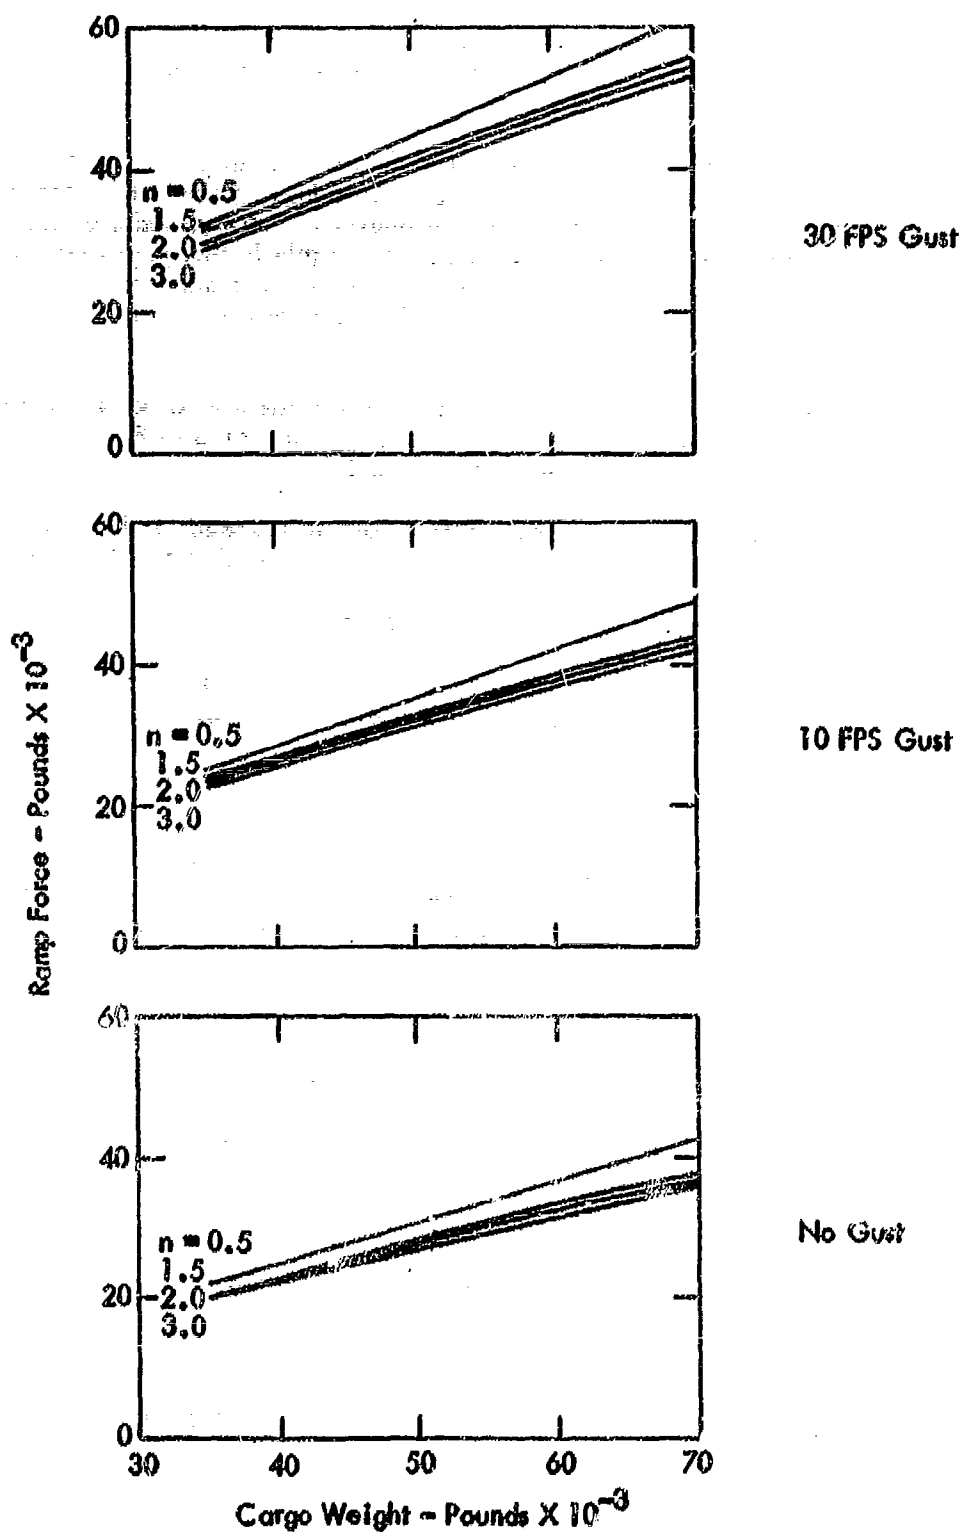 60
40
n = 0.5
1.5
2.0
3.0
20
0
30 FPS Gust
60
40
n = 0.5
1.5
2.0
20
3.0
0
10 FPS Gust
Ramp Force - Pounds X 10⁻³
60
40
n = 0.5
1.5
20 2.0
3.0
0
No Gust
30 40 50 60 70
Cargo Weight - Pounds X 10⁻³